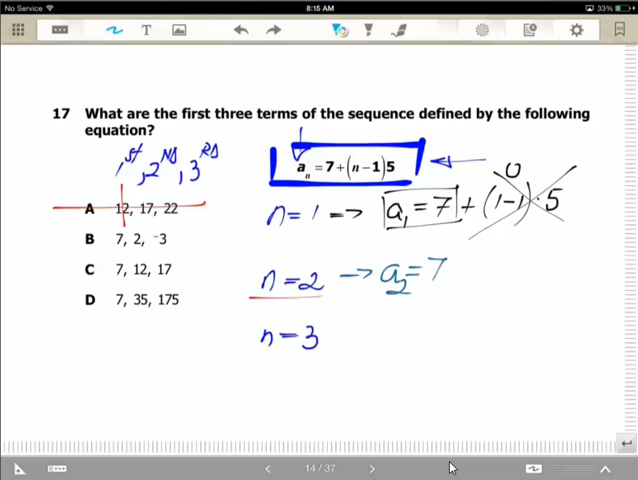 No Service
8:15 AM
33%
T
17 What are the first three terms of the sequence defined by the following
equation?
1ST, 2ND, 3RD
aₙ = 7 + (n − 1)5
0
A 12, 17, 22
n=1 => a₁ = 7 + (1-1) · 5
B 7, 2, ⁻3
C 7, 12, 17
n=2 -> a₂=7
D 7, 35, 175
n=3
14 / 37